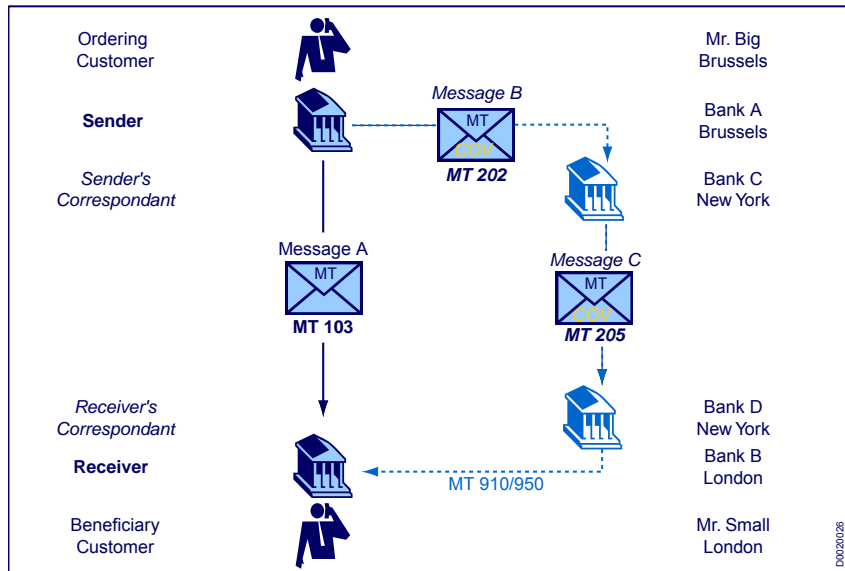 Ordering
Customer
Mr. Big
Brussels
Sender
Message B
MT
COV
MT 202
Bank A
Brussels
Sender's
Correspondant
Bank C
New York
Message A
MT
MT 103
Message C
MT
COV
MT 205
Receiver's
Correspondant
Bank D
New York
Receiver
MT 910/950
Bank B
London
Beneficiary
Customer
Mr. Small
London
D0020026